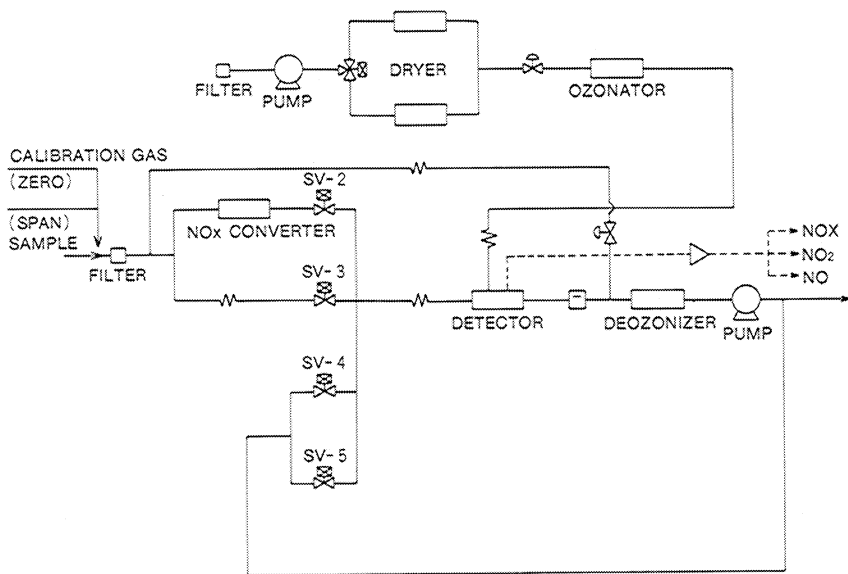 DRYER
FILTER
PUMP
OZONATOR
CALIBRATION GAS
(ZERO)
(SPAN)
SAMPLE
FILTER
SV-2
NOx CONVERTER
SV-3
DETECTOR
DEOZONIZER
PUMP
NOX
NO₂
NO
SV-4
SV-5